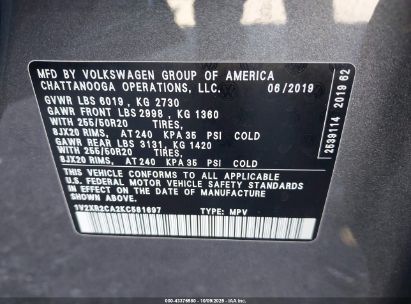 MFD BY VOLKSWAGEN GROUP OF AMERICA
CHATTANOOGA OPERATIONS, LLC. 06/2019
GVWR LBS 6019 , KG 2730
GAWR FRONT LBS 2998 , KG 1360
WITH 255/50R20 TIRES,
8JX20 RIMS, AT 240 KPA 35 PSI COLD
GAWR REAR LBS 3131, KG 1420
WITH 255/50R20 TIRES,
8JX20 RIMS, AT 240 KPA 35 PSI COLD
THIS VEHICLE CONFORMS TO ALL APPLICABLE
U.S. FEDERAL MOTOR VEHICLE SAFETY STANDARDS
IN EFFECT ON THE DATE OF MANUFACTURE
SHOWN ABOVE.
1V2XR2CA2KC581697 TYPE: MPV
2539114 2019 62